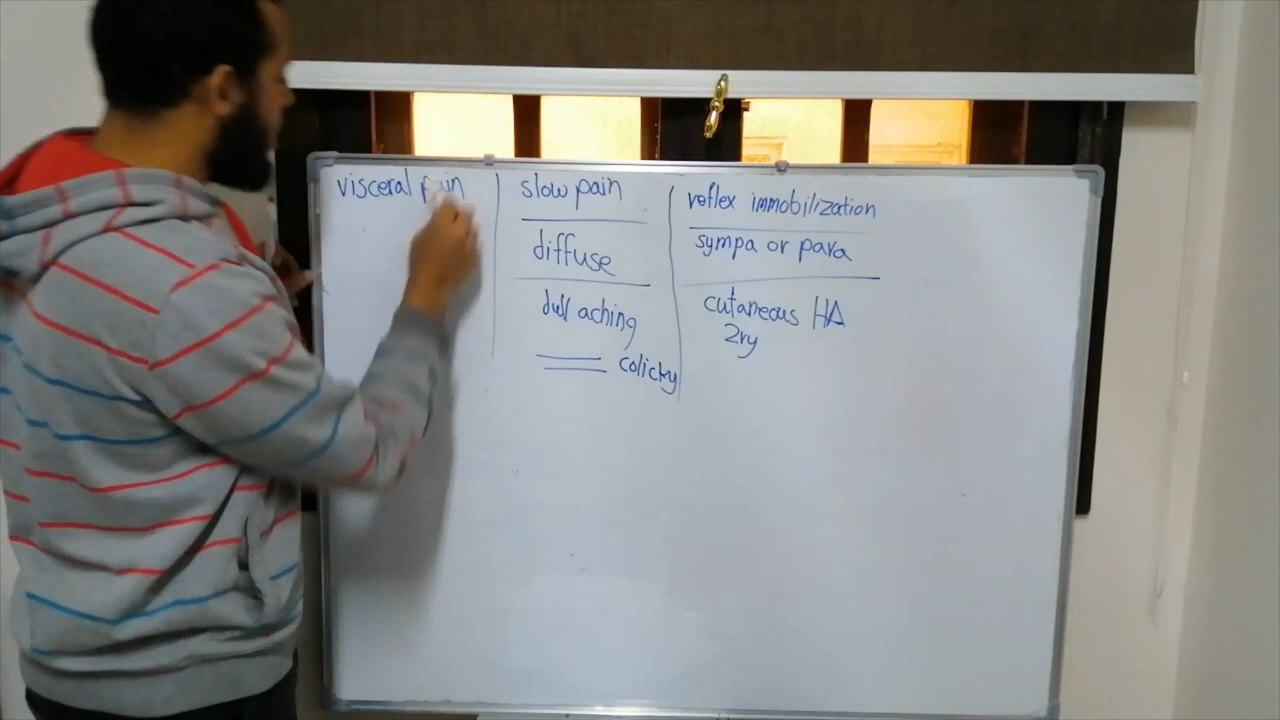 visceral pain
slow pain
diffuse
dull aching
colicky
reflex immobilization
sympa or para
cutaneous HA
2ry